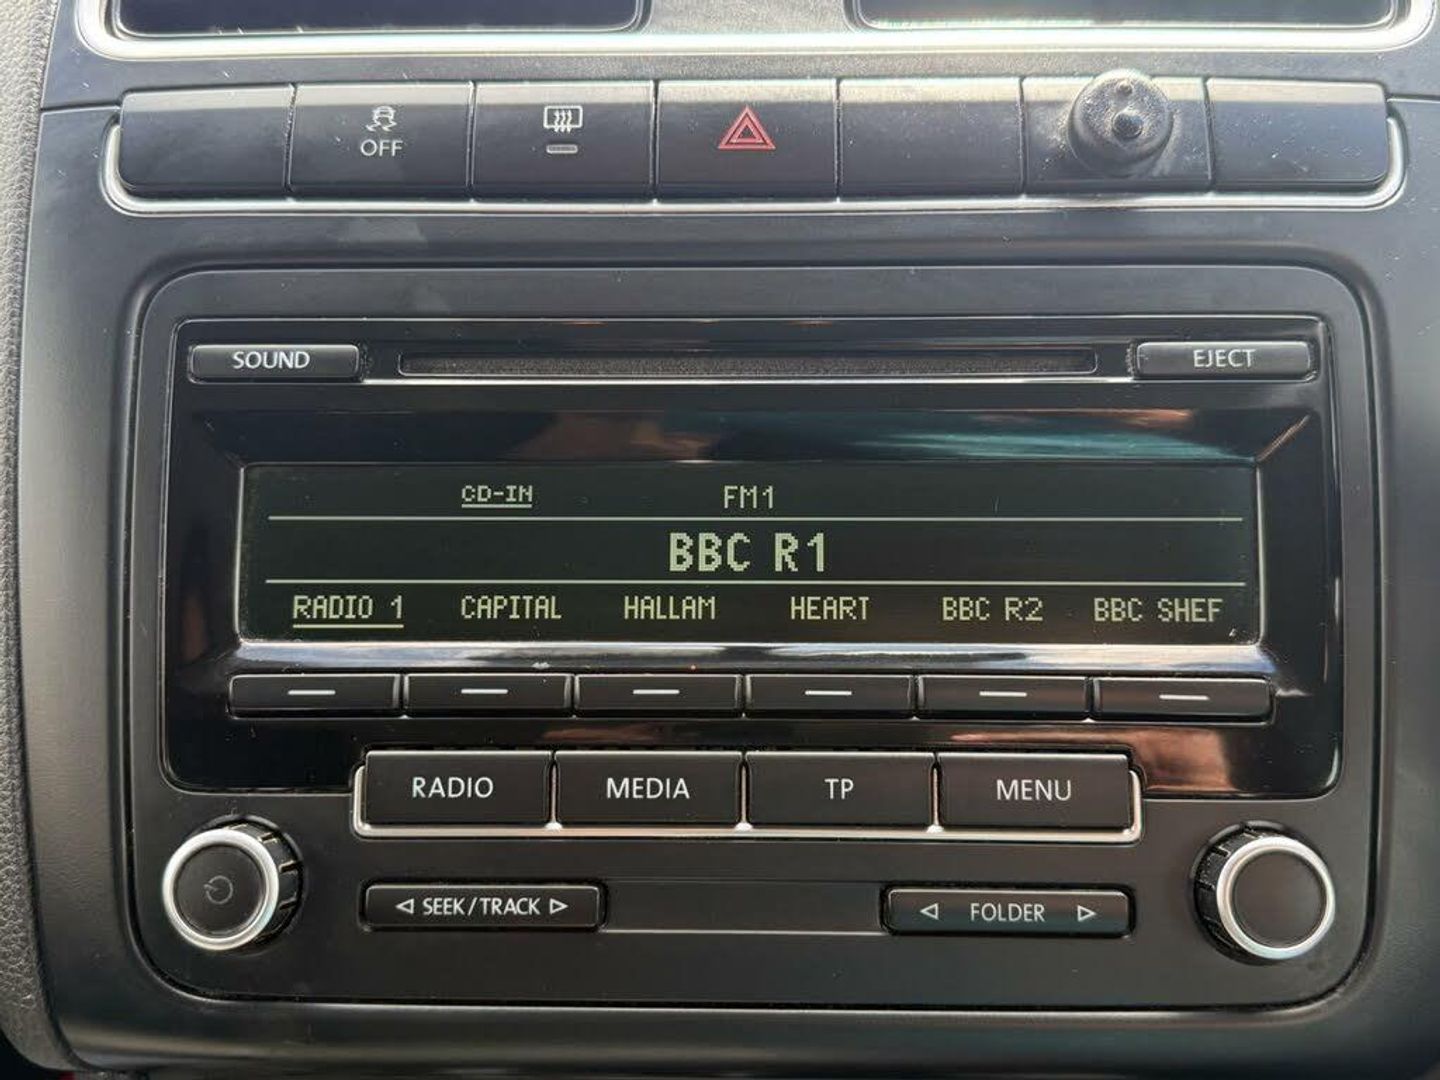 OFF
SOUND
EJECT
CD-IN FM1
BBC R1
RADIO 1 CAPITAL HALLAM HEART BBC R2 BBC SHEF
RADIO MEDIA TP MENU
SEEK/TRACK FOLDER